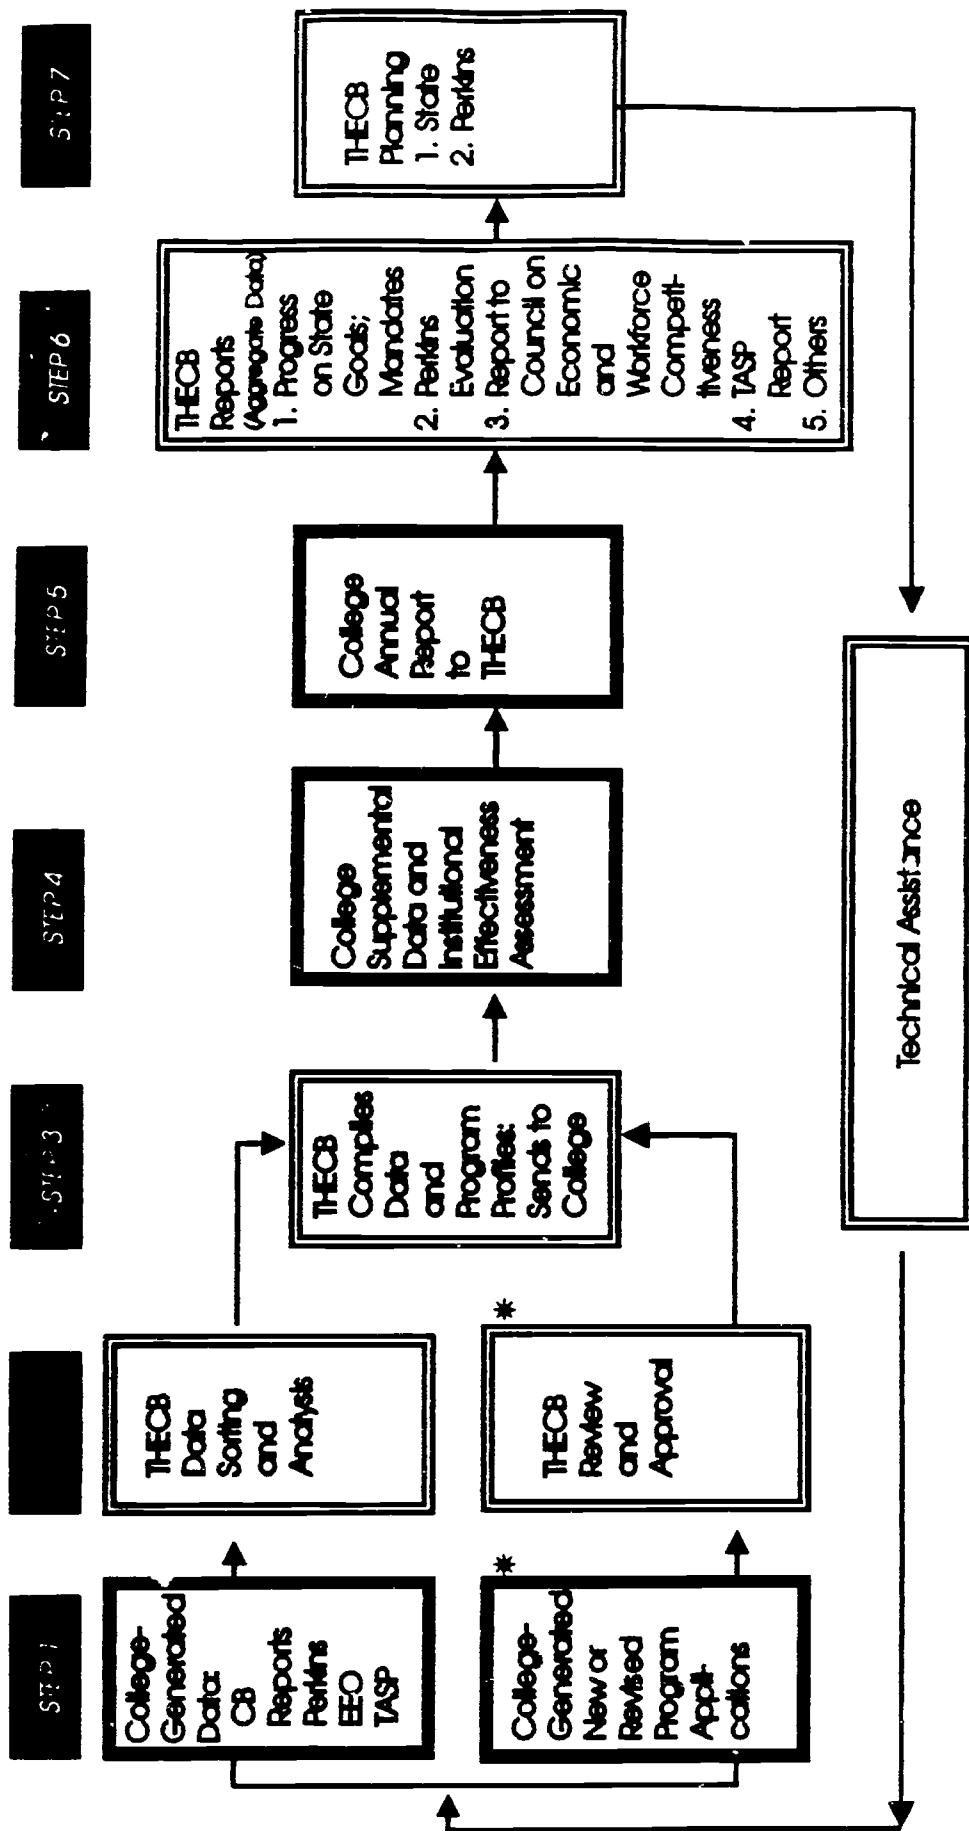 STEP 1
College-
Generated
Data:
CB
Reports
Perkins
EEO
TASP
*
College-
Generated
New or
Revised
Program
Appli-
cations
THECB
Data
Sorting
and
Analysis
*
THECB
Review
and
Approval
STEP 3
THECB
Compiles
Data
and
Program
Profiles:
Sends to
College
STEP 4
College
Supplemental
Data and
Institutional
Effectiveness
Assessment
STEP 5
College
Annual
Report
to
THECB
STEP 6
THECB
Reports
(Aggregate Data)
1. Progress
on State
Goals;
Mandates
2. Perkins
Evaluation
3. Report to
Council on
Economic
and
Workforce
Competi-
tiveness
4. TASP
Report
5. Others
STEP 7
THECB
Planning
1. State
2. Perkins
Technical Assistance